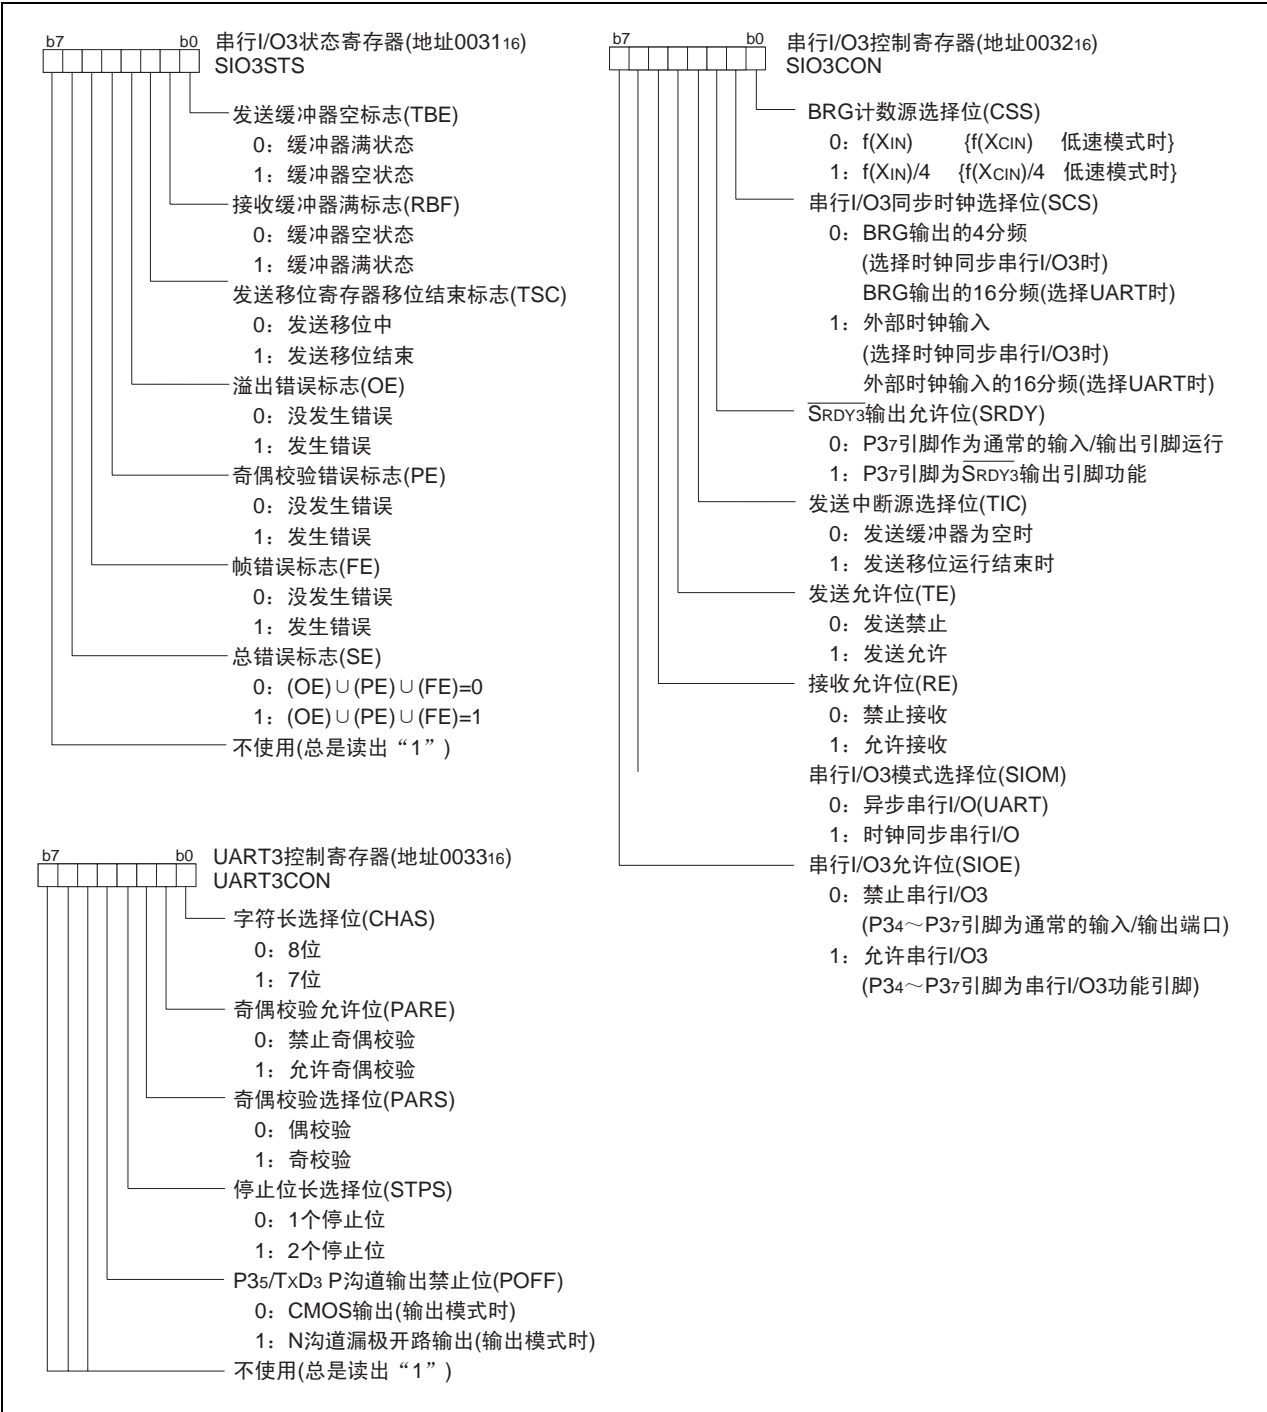 b7 b0 串行I/O3状态寄存器(地址003116)
SIO3STS
发送缓冲器空标志(TBE)
0：缓冲器满状态
1：缓冲器空状态
接收缓冲器满标志(RBF)
0：缓冲器空状态
1：缓冲器满状态
发送移位寄存器移位结束标志(TSC)
0：发送移位中
1：发送移位结束
溢出错误标志(OE)
0：没发生错误
1：发生错误
奇偶校验错误标志(PE)
0：没发生错误
1：发生错误
帧错误标志(FE)
0：没发生错误
1：发生错误
总错误标志(SE)
0：(OE)∪(PE)∪(FE)=0
1：(OE)∪(PE)∪(FE)=1
不使用(总是读出“1”)
b7 b0 UART3控制寄存器(地址003316)
UART3CON
字符长选择位(CHAS)
0：8位
1：7位
奇偶校验允许位(PARE)
0：禁止奇偶校验
1：允许奇偶校验
奇偶校验选择位(PARS)
0：偶校验
1：奇校验
停止位长选择位(STPS)
0：1个停止位
1：2个停止位
P35/TXD3 P沟道输出禁止位(POFF)
0：CMOS输出(输出模式时)
1：N沟道漏极开路输出(输出模式时)
不使用(总是读出“1”)
b7 b0 串行I/O3控制寄存器(地址003216)
SIO3CON
BRG计数源选择位(CSS)
0：f(XIN) {f(XCIN) 低速模式时}
1：f(XIN)/4 {f(XCIN)/4 低速模式时}
串行I/O3同步时钟选择位(SCS)
0：BRG输出的4分频
(选择时钟同步串行I/O3时)
BRG输出的16分频(选择UART时)
1：外部时钟输入
(选择时钟同步串行I/O3时)
外部时钟输入的16分频(选择UART时)
SRDY3输出允许位(SRDY)
0：P37引脚作为通常的输入/输出引脚运行
1：P37引脚为SRDY3输出引脚功能
发送中断源选择位(TIC)
0：发送缓冲器为空时
1：发送移位运行结束时
发送允许位(TE)
0：发送禁止
1：发送允许
接收允许位(RE)
0：禁止接收
1：允许接收
串行I/O3模式选择位(SIOM)
0：异步串行I/O(UART)
1：时钟同步串行I/O
串行I/O3允许位(SIOE)
0：禁止串行I/O3
(P34～P37引脚为通常的输入/输出端口)
1：允许串行I/O3
(P34～P37引脚为串行I/O3功能引脚)